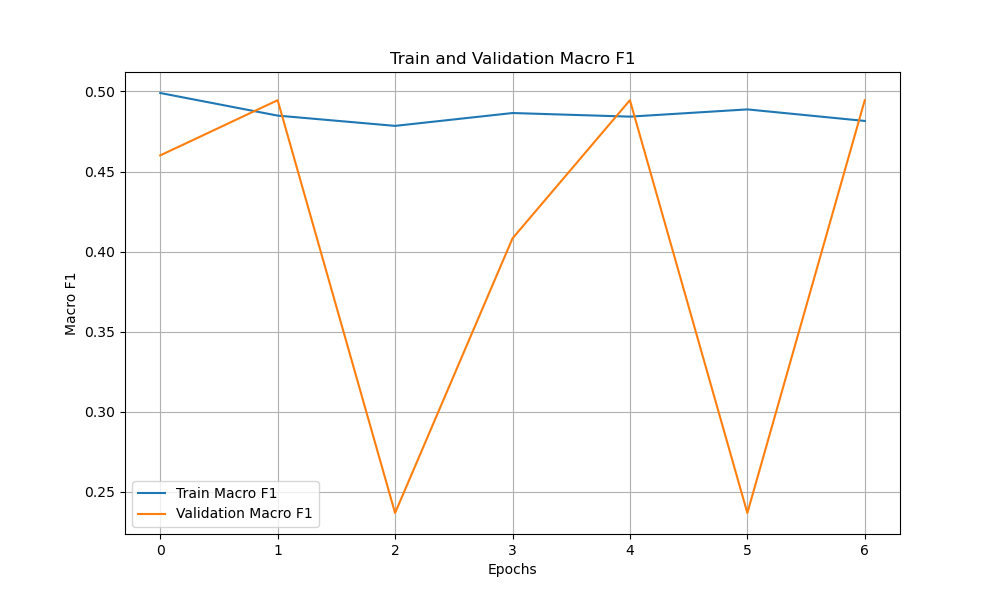 Train and Validation Macro F1
Macro F1
0.50
0.45
0.40
0.35
0.30
0.25
Train Macro F1
Validation Macro F1
0 1 2 3 4 5 6
Epochs